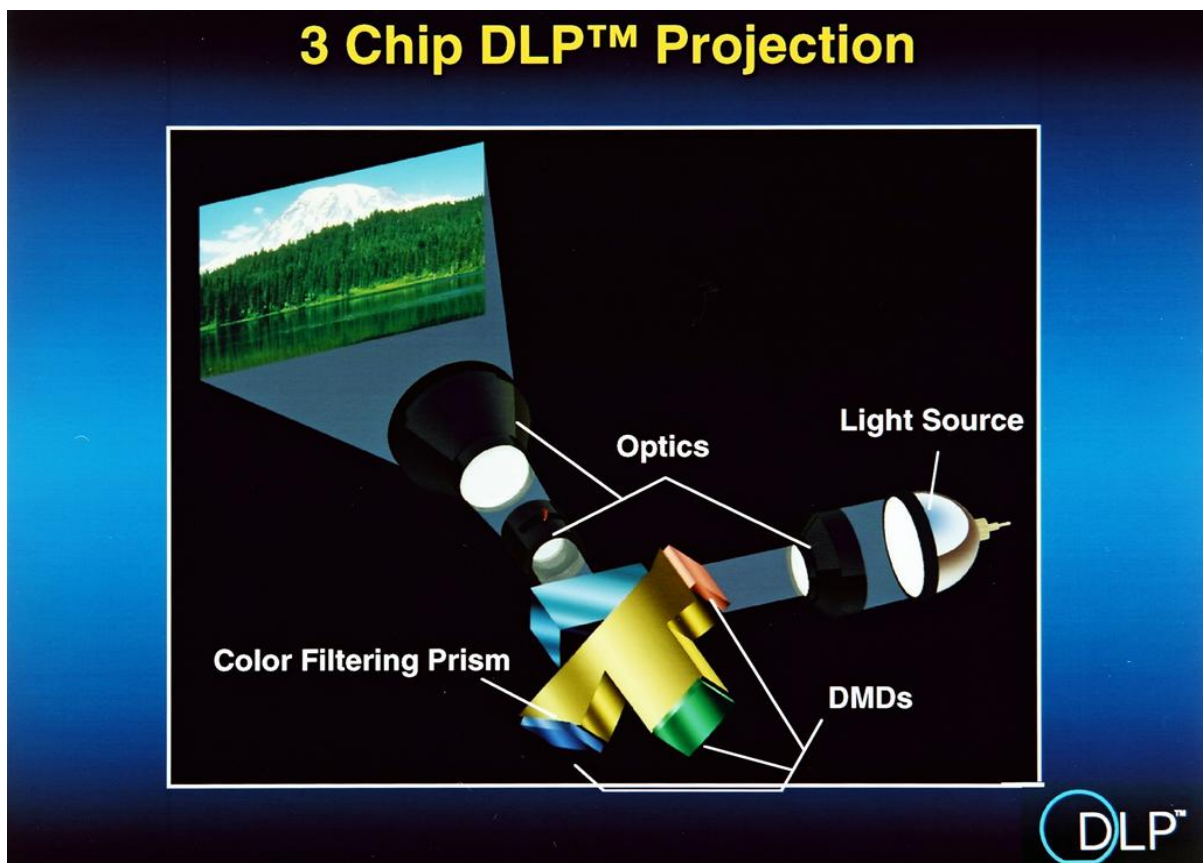 3 Chip DLP™ Projection
Light Source
Optics
Color Filtering Prism
DMDs
DLP™